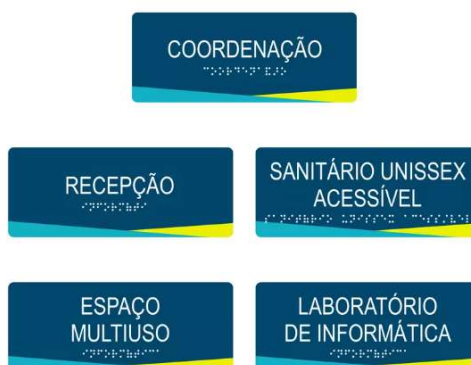 COORDENAÇÃO
⠉⠕⠕⠗⠙⠑⠝⠁⠯⠜⠕
RECEPÇÃO
SANITÁRIO UNISSEX
ACESSÍVEL
ESPAÇO
MULTIUSO
LABORATÓRIO
DE INFORMÁTICA